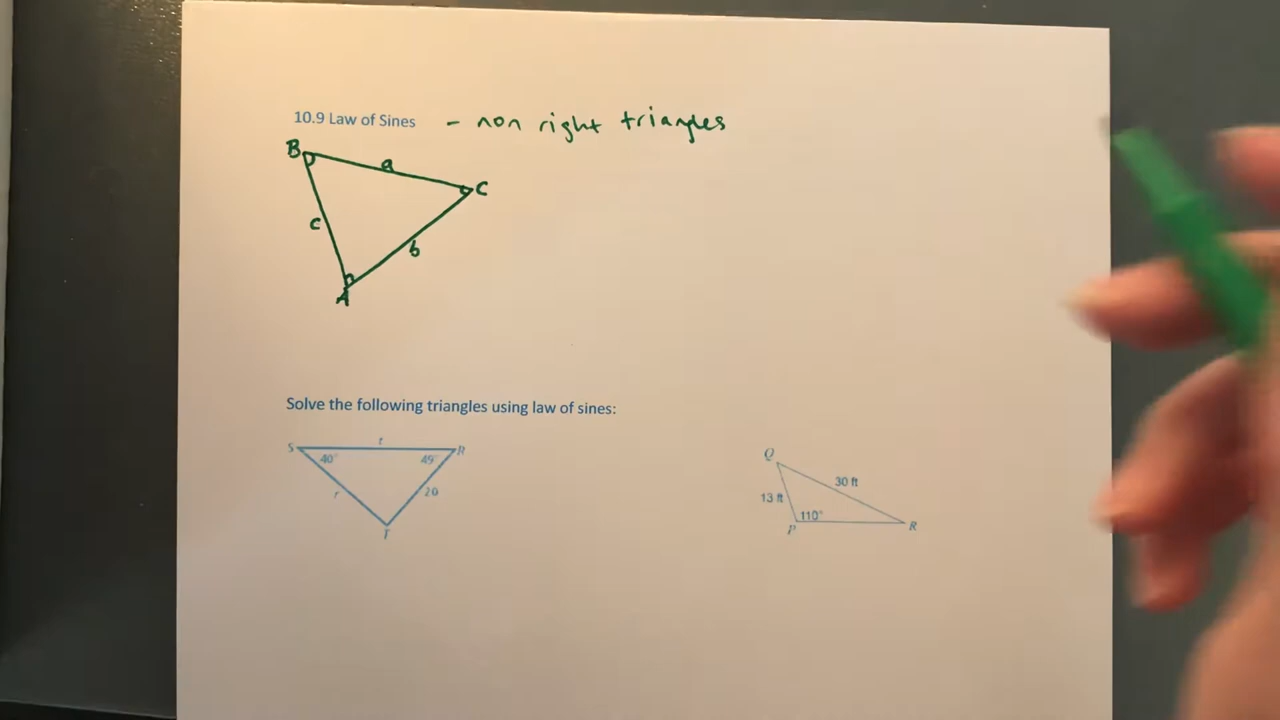 10.9 Law of Sines - non right triangles
B
a
C
c
b
A
Solve the following triangles using law of sines:
S t R
40° 49°
r 20
T
Q
30 ft
13 ft
110°
P R